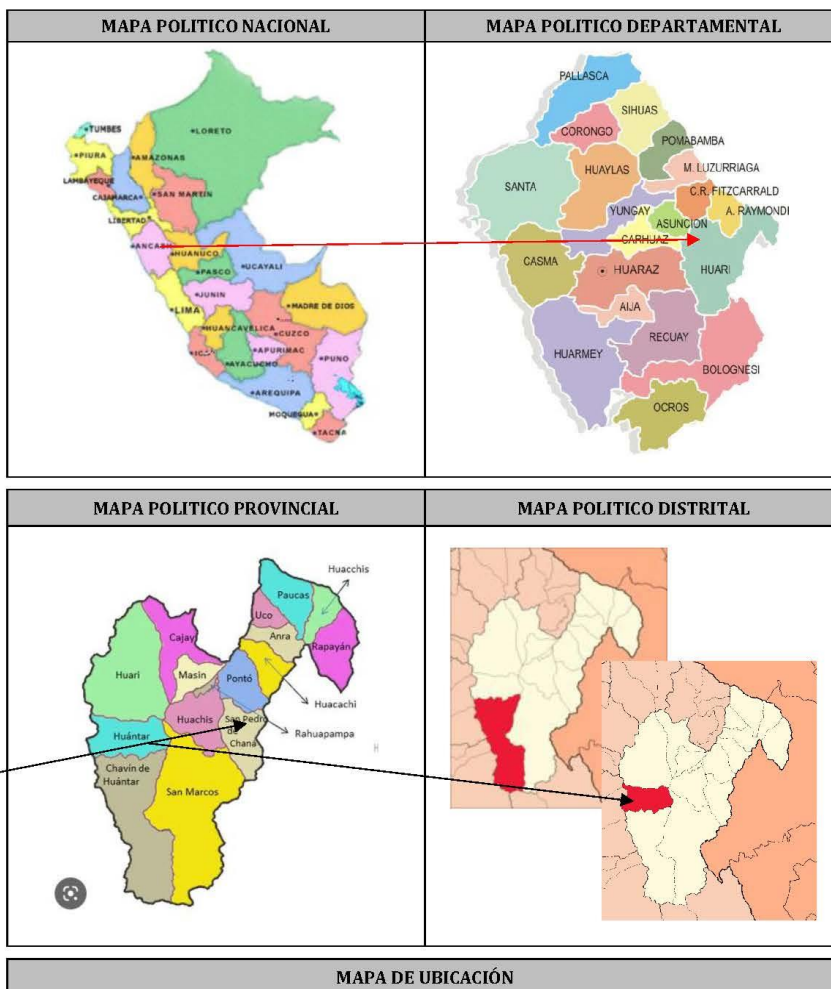 MAPA POLITICO NACIONAL
MAPA POLITICO DEPARTAMENTAL
TUMBES
PIURA
LAMBAYEQUE
CAJAMARCA
AMAZONAS
LORETO
SAN MARTIN
LIBERTAD
ANCASH
HUANUCO
PASCO
UCAYALI
JUNIN
LIMA
MADRE DE DIOS
HUANCAVELICA
CUZCO
ICA
APURIMAC
AYACUCHO
PUNO
AREQUIPA
MOQUEGUA
TACNA
PALLASCA
SIHUAS
CORONGO
POMABAMBA
HUAYLAS
M. LUZURRIAGA
SANTA
C.R. FITZCARRALD
YUNGAY
A. RAYMONDI
ASUNCION
CARHUAZ
CASMA
HUARAZ
HUARI
AIJA
HUARMEY
RECUAY
BOLOGNESI
OCROS
MAPA POLITICO PROVINCIAL
MAPA POLITICO DISTRITAL
Huacchis
Paucas
Uco
Cajay
Anra
Rapayán
Huari
Masin
Pontó
Huacachi
Huachis
San Pedro
de
Chaná
Rahuapampa
Huántar
Chavín de
Huántar
San Marcos
MAPA DE UBICACIÓN